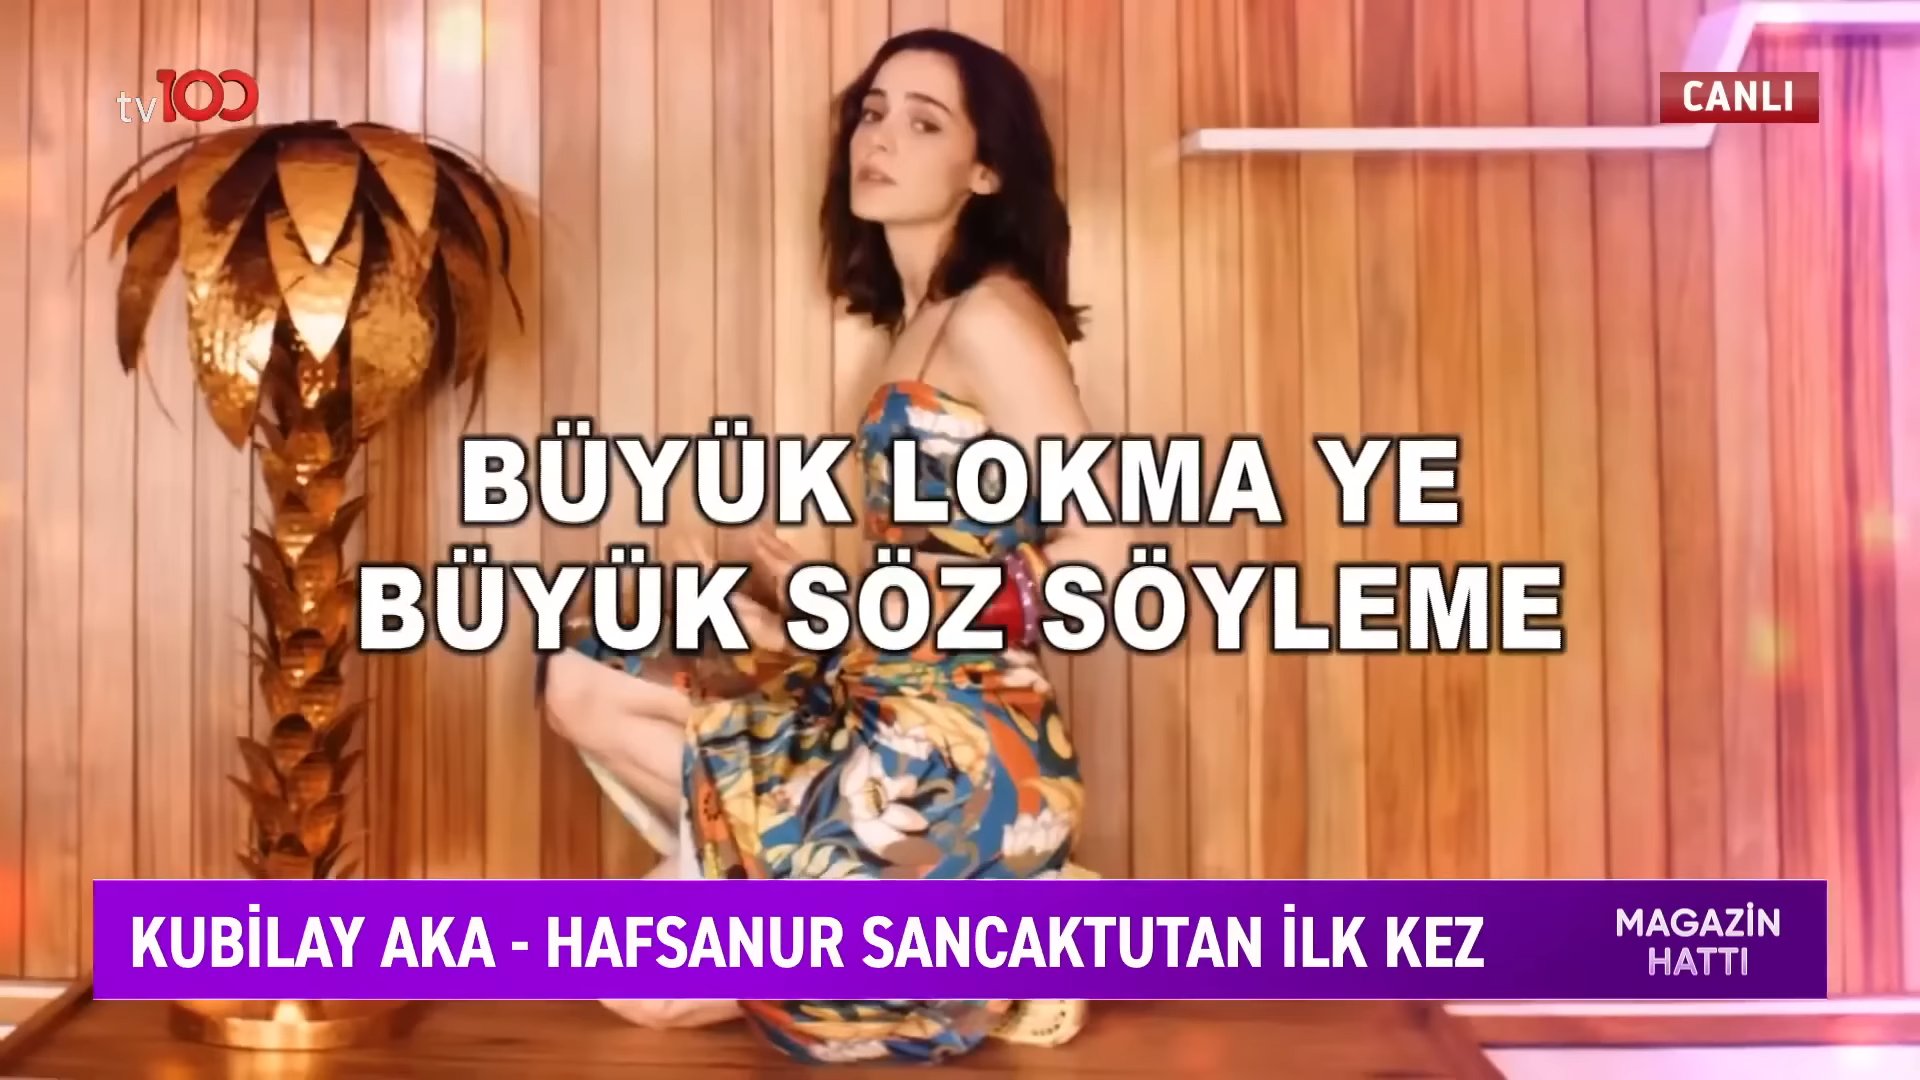 tv100
CANLI
BÜYÜK LOKMA YE
BÜYÜK SÖZ SÖYLEME
KUBİLAY AKA - HAFSANUR SANCAKTUTAN İLK KEZ
MAGAZİN
HATTI